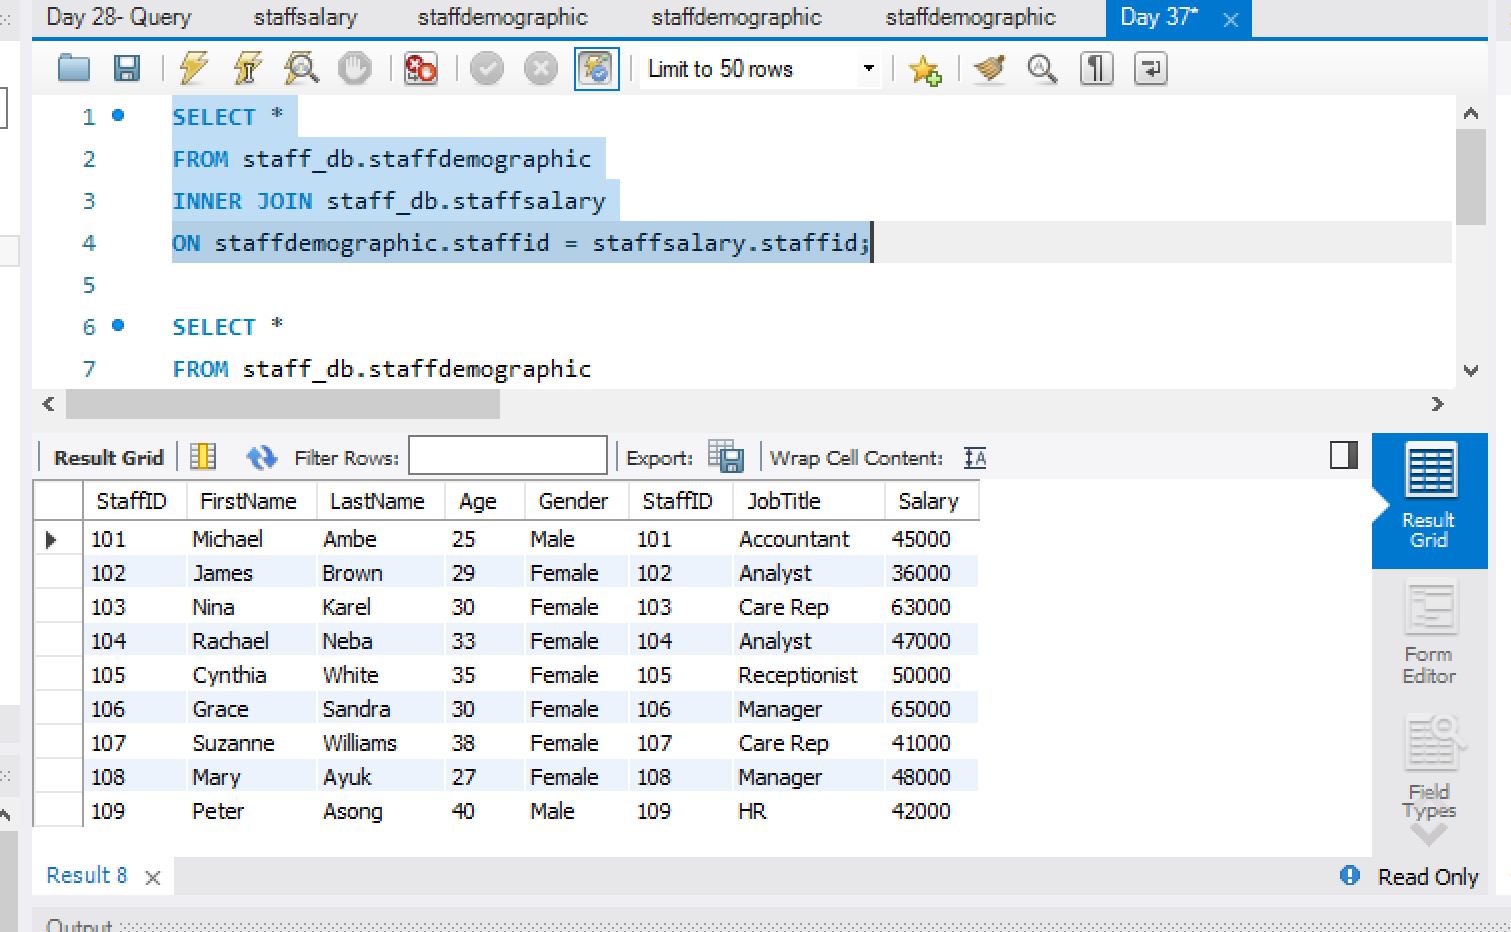 Day 28- Query staffsalary staffdemographic staffdemographic staffdemographic Day 37*
Limit to 50 rows
1 SELECT *
2 FROM staff_db.staffdemographic
3 INNER JOIN staff_db.staffsalary
4 ON staffdemographic.staffid = staffsalary.staffid;
5
6 SELECT *
7 FROM staff_db.staffdemographic
Result Grid Filter Rows: Export: Wrap Cell Content: IA
StaffID FirstName LastName Age Gender StaffID JobTitle Salary
101 Michael Ambe 25 Male 101 Accountant 45000
102 James Brown 29 Female 102 Analyst 36000
103 Nina Karel 30 Female 103 Care Rep 63000
104 Rachael Neba 33 Female 104 Analyst 47000
105 Cynthia White 35 Female 105 Receptionist 50000
106 Grace Sandra 30 Female 106 Manager 65000
107 Suzanne Williams 38 Female 107 Care Rep 41000
108 Mary Ayuk 27 Female 108 Manager 48000
109 Peter Asong 40 Male 109 HR 42000
Result
Grid
Form
Editor
Field
Types
Result 8 Read Only
Output